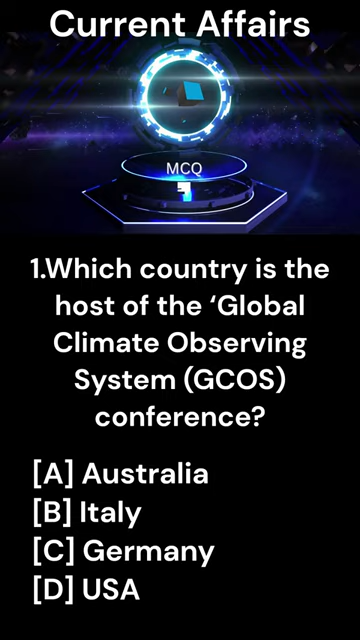 Current Affairs
MCQ
1.Which country is the
host of the ‘Global
Climate Observing
System (GCOS)
conference?
[A] Australia
[B] Italy
[C] Germany
[D] USA